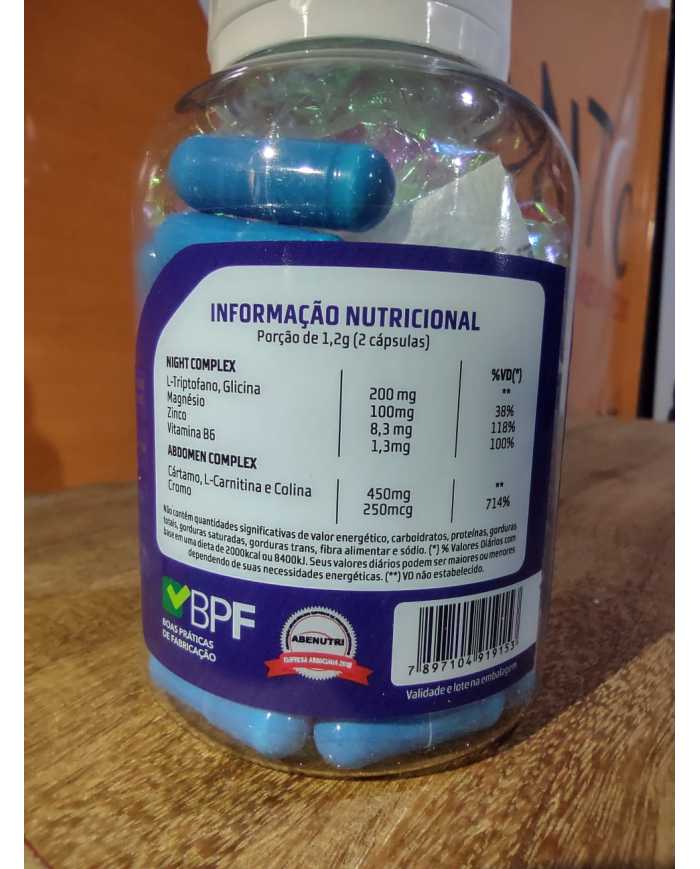 INFORMAÇÃO NUTRICIONAL
Porção de 1,2g (2 cápsulas)
%VD(*)
NIGHT COMPLEX
L-Triptofano, Glicina 200 mg **
Magnésio 100mg 38%
Zinco 8,3 mg 118%
Vitamina B6 1,3mg 100%
ABDOMEN COMPLEX
Cártamo, L-Carnitina e Colina 450mg **
Cromo 250mcg 714%
Não contém quantidades significativas de valor energético, carboidratos, proteínas, gorduras
totais, gorduras saturadas, gorduras trans, fibra alimentar e sódio. (*) % Valores Diários com
base em uma dieta de 2000kcal ou 8400kJ. Seus valores diários podem ser maiores ou menores
dependendo de suas necessidades energéticas. (**) VD não estabelecido.
BPF
BOAS PRÁTICAS
DE FABRICAÇÃO
ABENUTRI
EMPRESA ASSOCIADA 2018
7 897104 919153
Validade e lote na embalagem